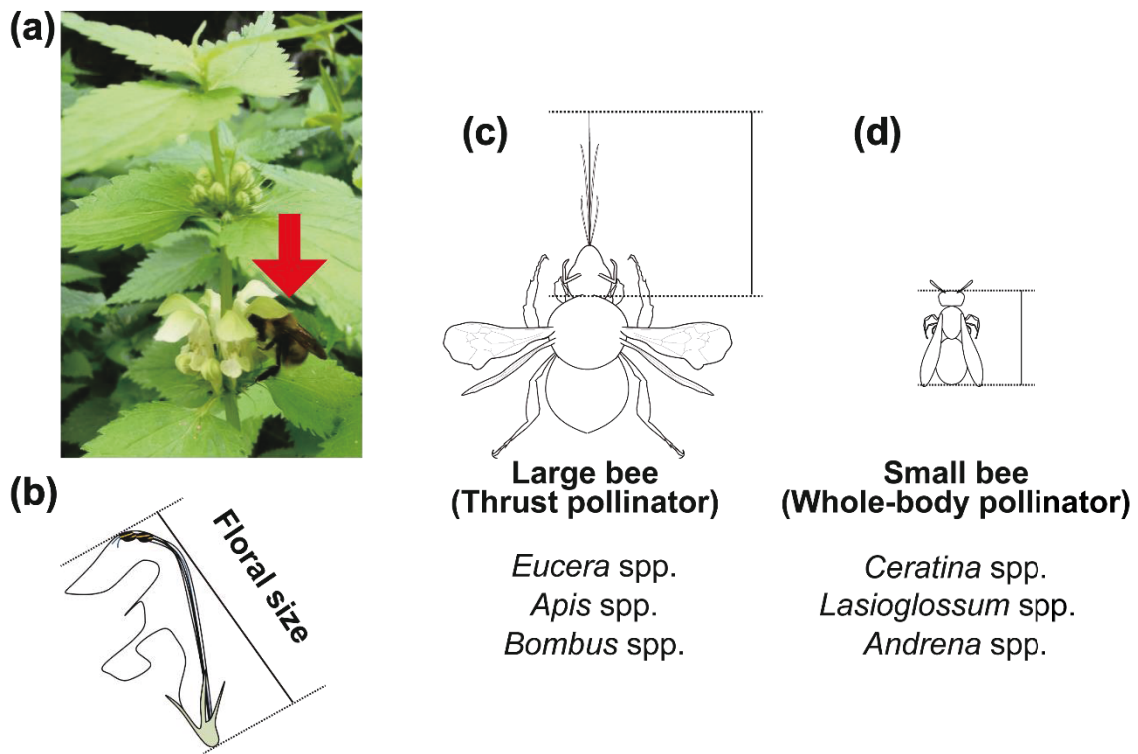 (a)
(b)
Floral size
(c)
Large bee
(Thrust pollinator)
Eucera spp.
Apis spp.
Bombus spp.
(d)
Small bee
(Whole-body pollinator)
Ceratina spp.
Lasioglossum spp.
Andrena spp.